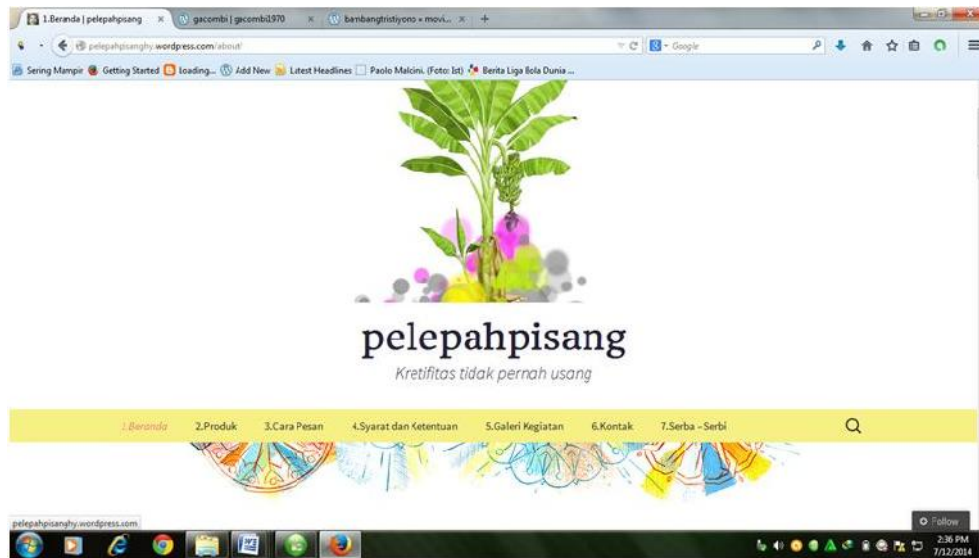 1.Beranda | pelepahpsang
gacombi | gacombi1970
bambangtristiyono « movi...
pelepahpisanghy.wordpress.com/about/
Google
Sering Mampir
Getting Started
Loading...
Add New
Latest Headlines
Paolo Malcini. (Foto: Ist)
Berita Liga Bola Dunia ...
pelepahpisang
Kretifitas tidak pernah usang
1.Beranda
2.Produk
3.Cara Pesan
4.Syarat dan Ketentuan
5.Galeri Kegiatan
6.Kontak
7.Serba – Serbi
pelepahpisanghy.wordpress.com
Follow
2:36 PM
7/12/2014